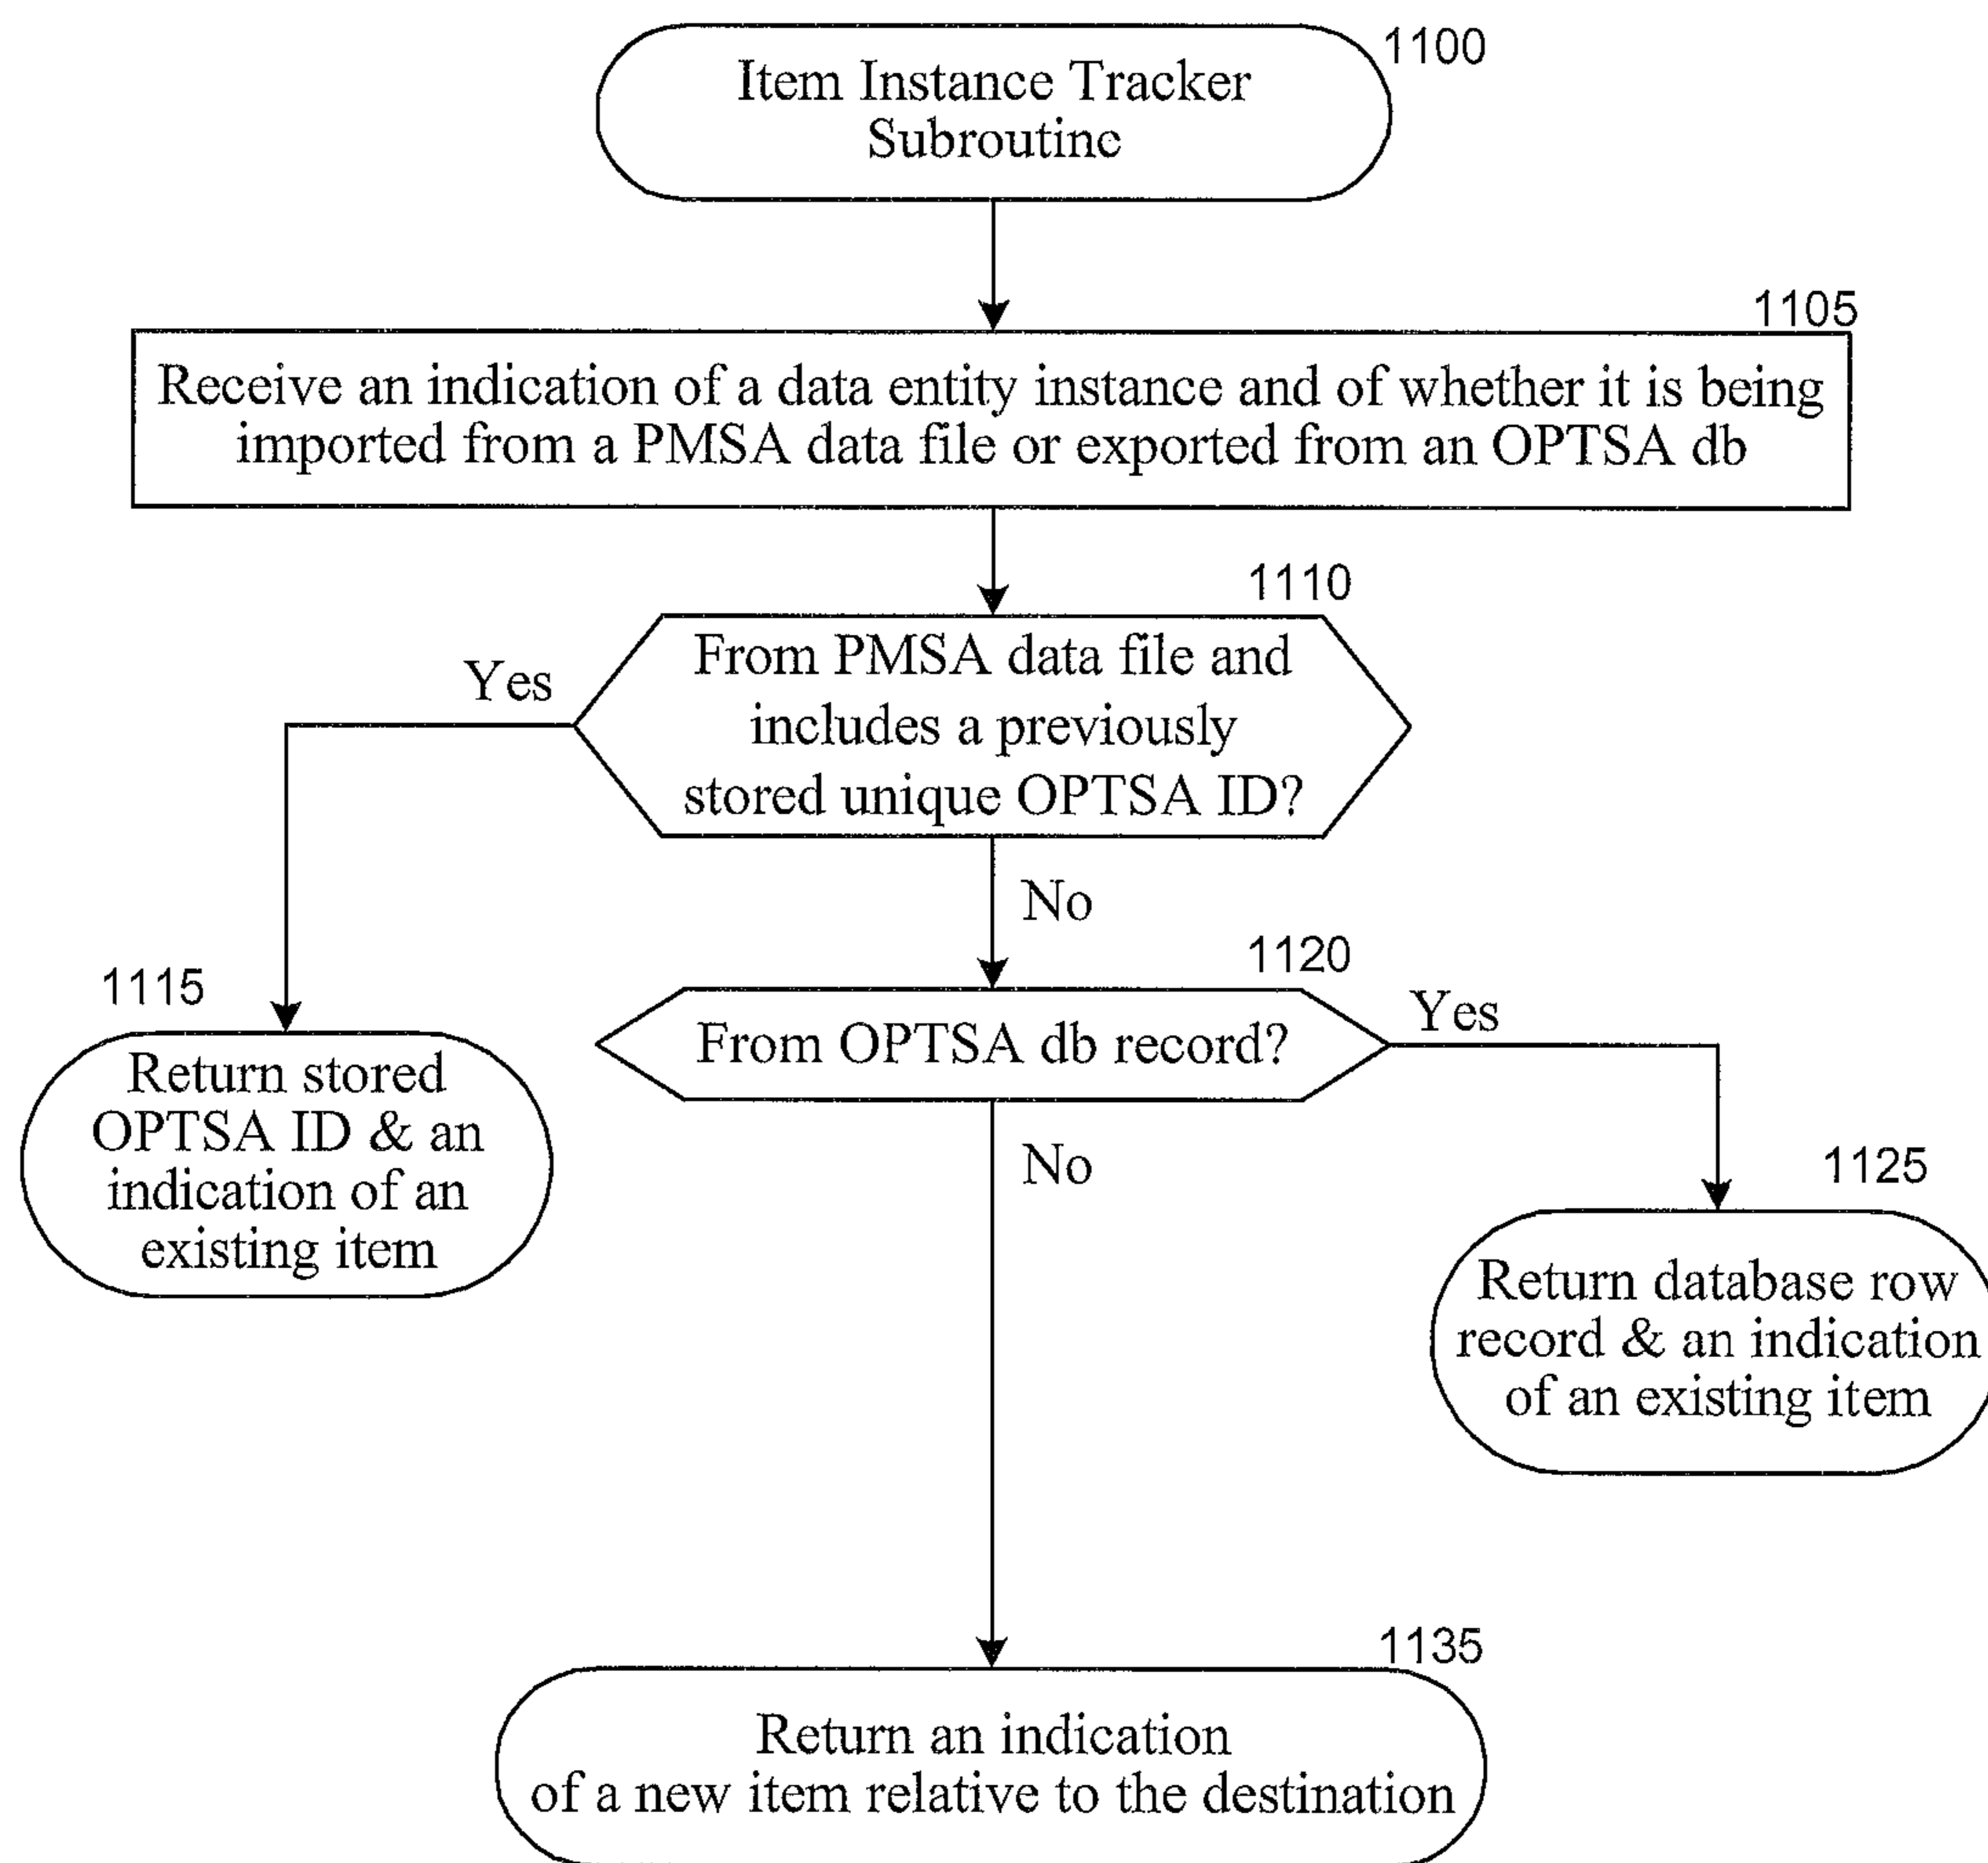 1100
Item Instance Tracker
Subroutine
1105
Receive an indication of a data entity instance and of whether it is being
imported from a PMSA data file or exported from an OPTSA db
1110
From PMSA data file and
includes a previously
stored unique OPTSA ID?
Yes
No
1115
Return stored
OPTSA ID & an
indication of an
existing item
1120
From OPTSA db record?
Yes
No
1125
Return database row
record & an indication
of an existing item
1135
Return an indication
of a new item relative to the destination